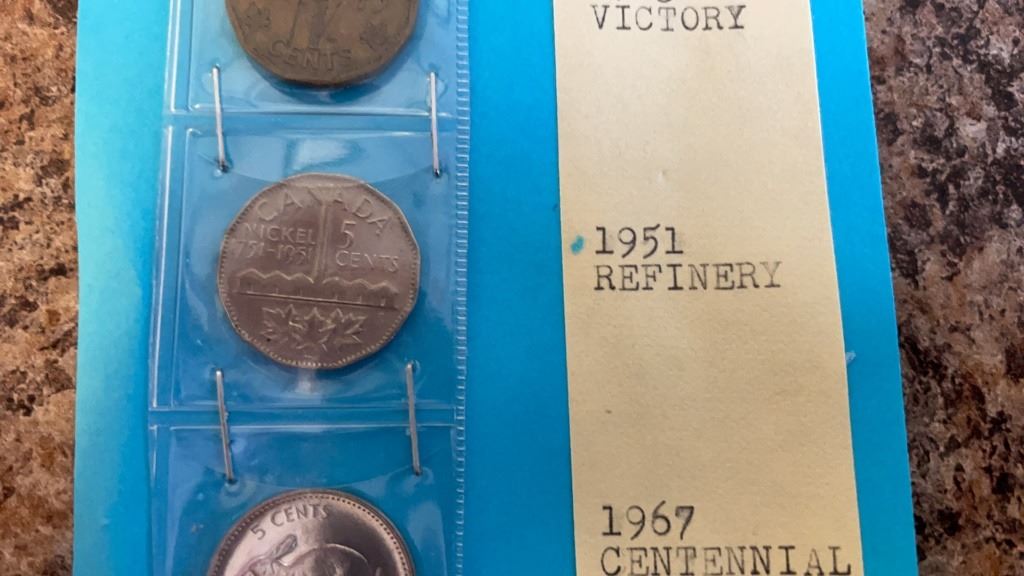 CENTS
VICTORY
CANADA
NICKEL 5
1751-1951 CENTS
1951
REFINERY
5 CENTS
1967
CENTENNIAL